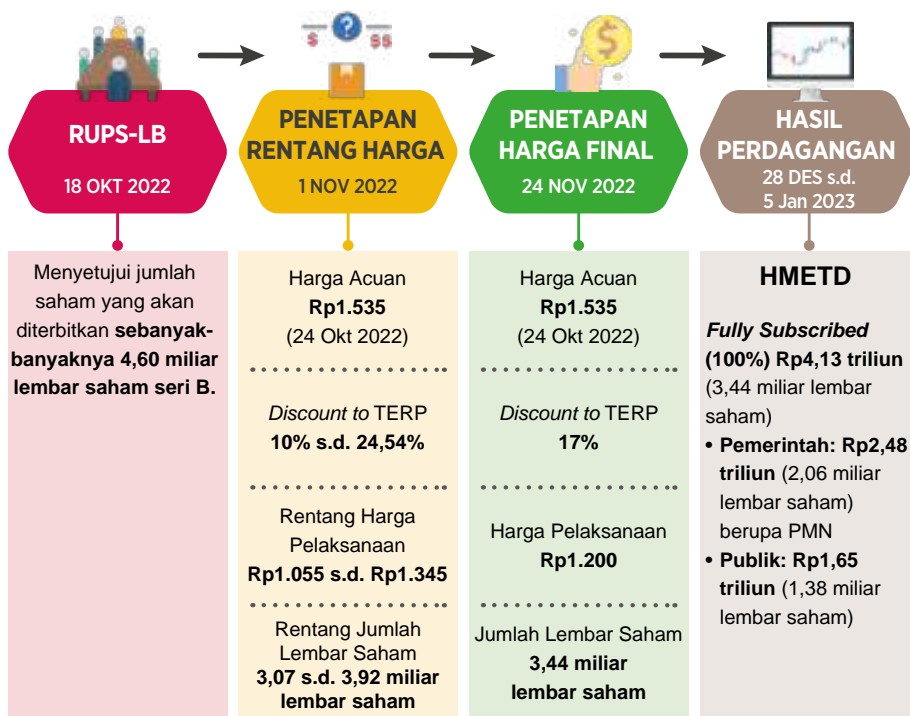 $ ? $$
$
RUPS-LB
18 OKT 2022
PENETAPAN
RENTANG HARGA
1 NOV 2022
PENETAPAN
HARGA FINAL
24 NOV 2022
HASIL
PERDAGANGAN
28 DES s.d.
5 Jan 2023
Menyetujui jumlah
saham yang akan
diterbitkan sebanyak-
banyaknya 4,60 miliar
lembar saham seri B.
Harga Acuan
Rp1.535
(24 Okt 2022)
Discount to TERP
10% s.d. 24,54%
Rentang Harga
Pelaksanaan
Rp1.055 s.d. Rp1.345
Rentang Jumlah
Lembar Saham
3,07 s.d. 3,92 miliar
lembar saham
Harga Acuan
Rp1.535
(24 Okt 2022)
Discount to TERP
17%
Harga Pelaksanaan
Rp1.200
Jumlah Lembar Saham
3,44 miliar
lembar saham
HMETD
Fully Subscribed
(100%) Rp4,13 triliun
(3,44 miliar lembar
saham)
• Pemerintah: Rp2,48
triliun (2,06 miliar
lembar saham)
berupa PMN
• Publik: Rp1,65
triliun (1,38 miliar
lembar saham)